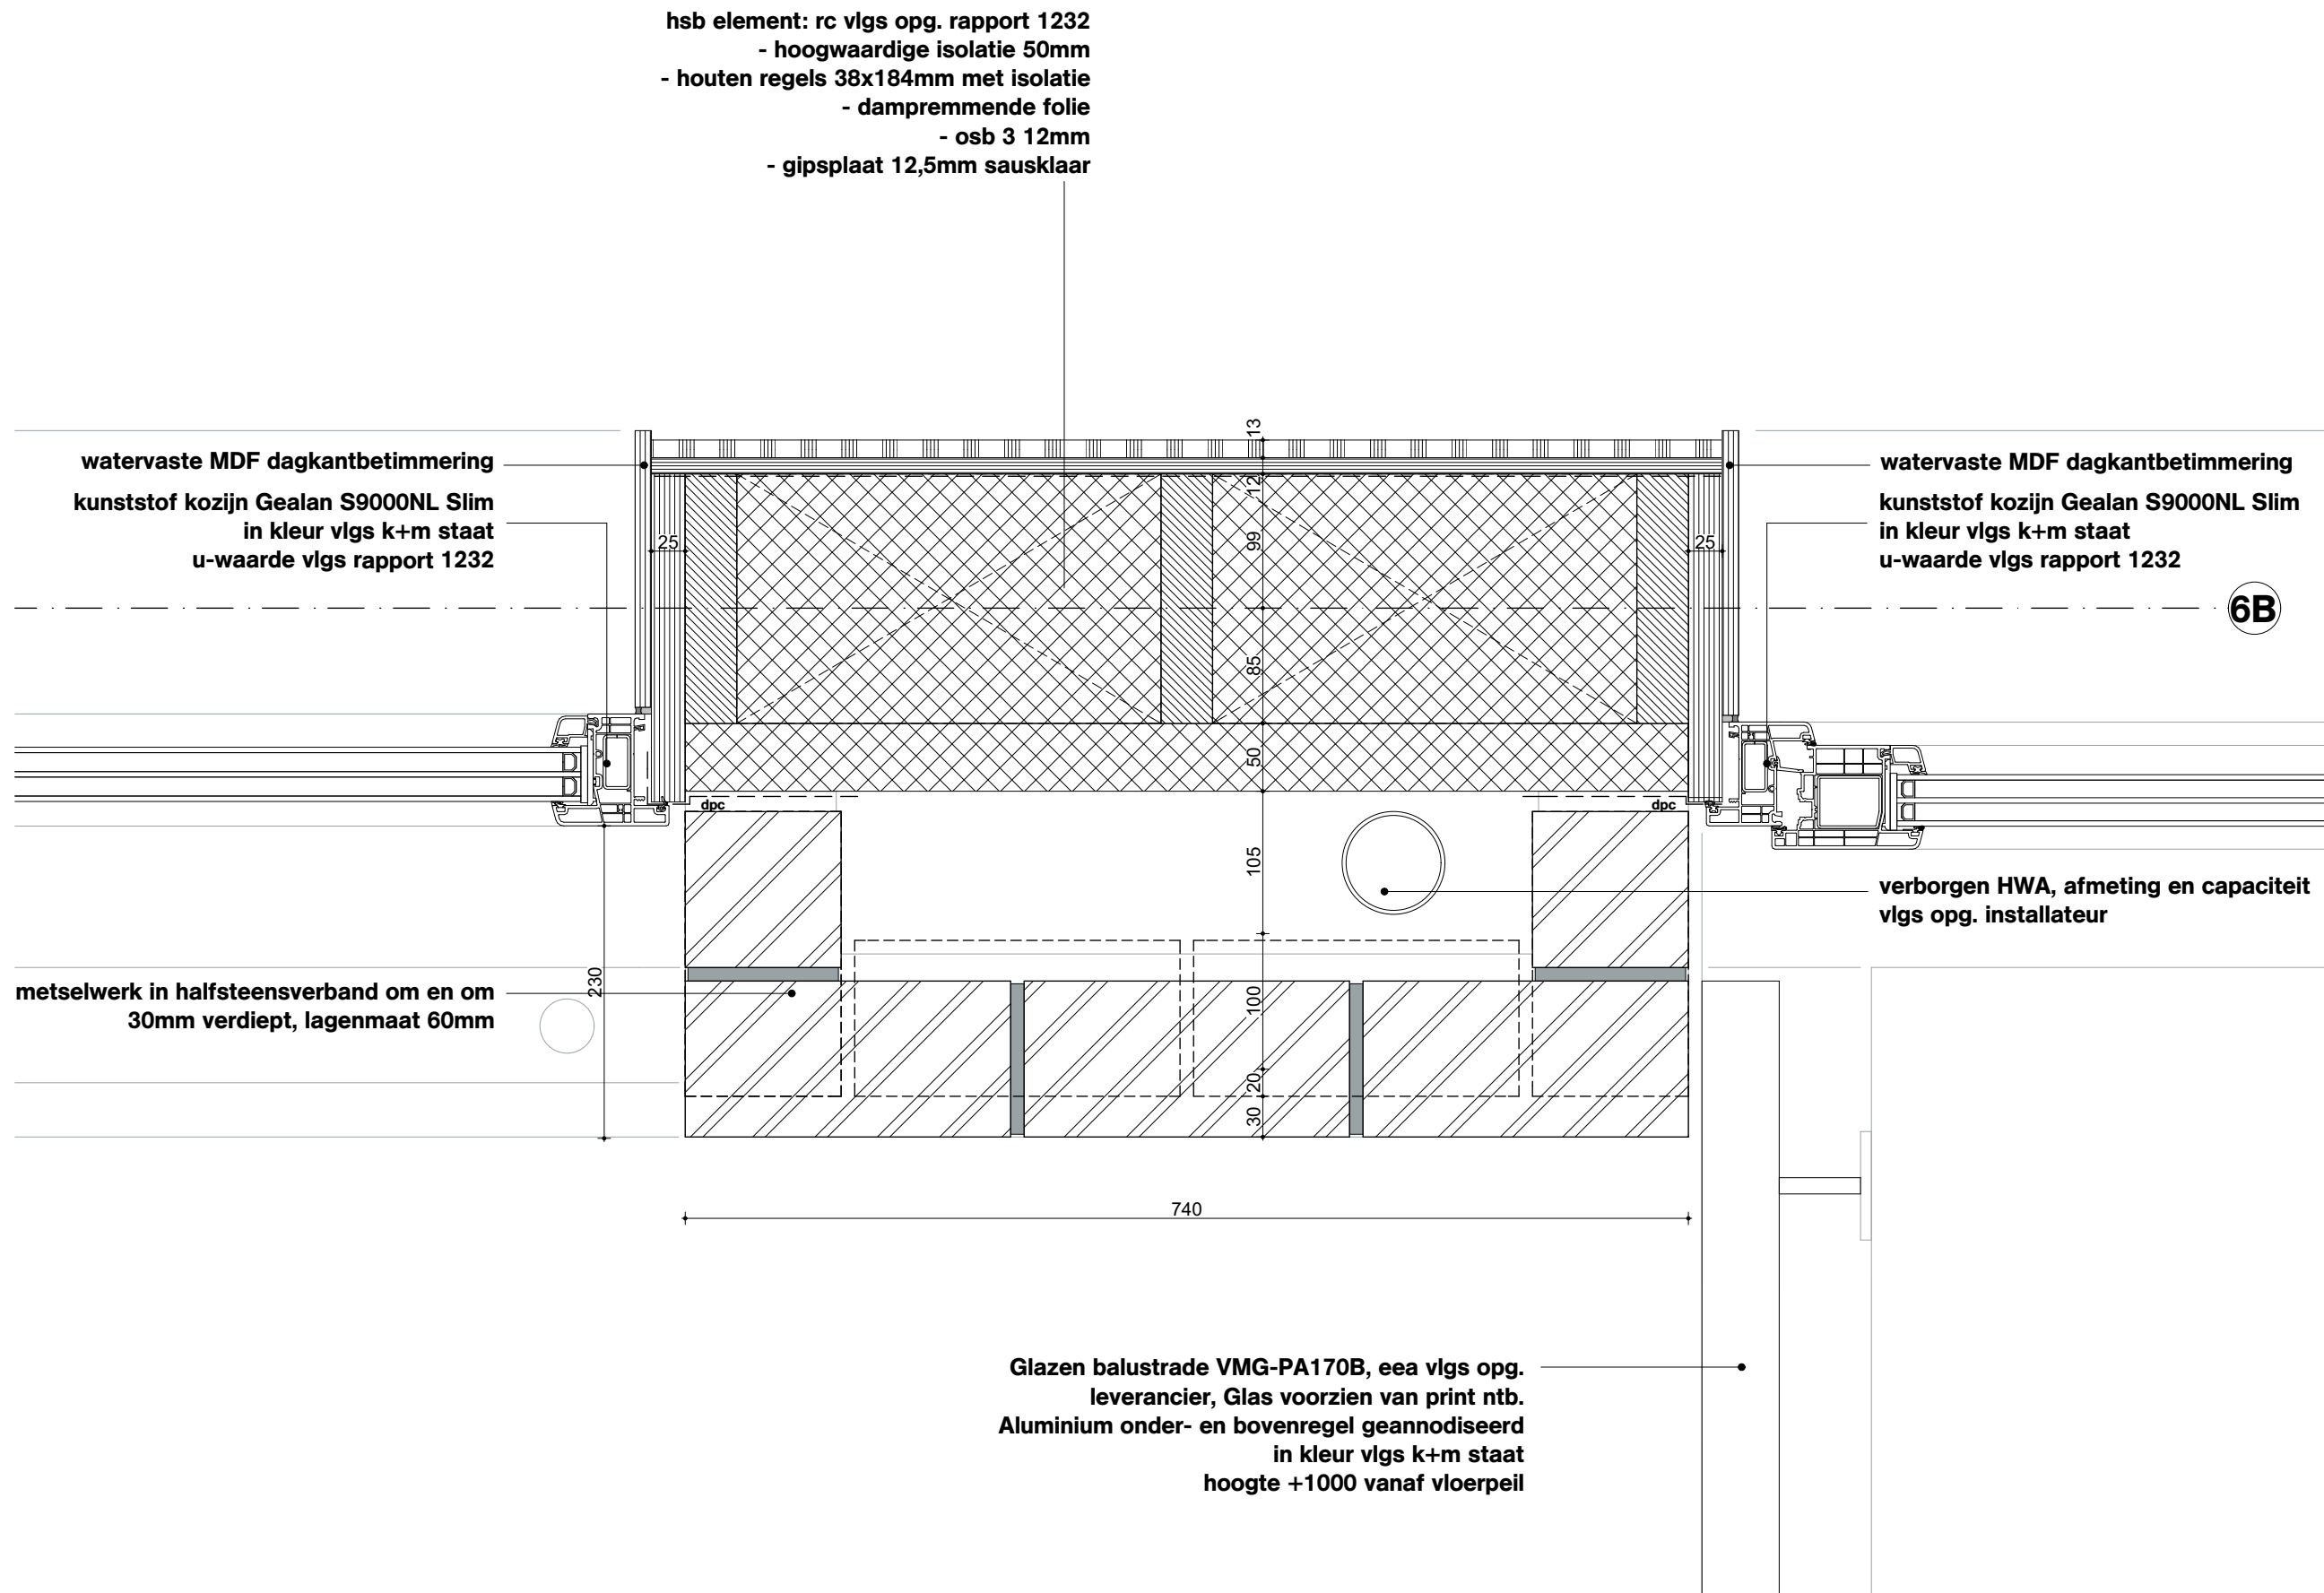 hsb element: rc vlgs opg. rapport 1232
- hoogwaardige isolatie 50mm
- houten regels 38x184mm met isolatie
- dampremmende folie
- osb 3 12mm
- gipsplaat 12,5mm sausklaar
13
watervaste MDF dagkantbetimmering
kunststof kozijn Gealan S9000NL Slim
in kleur vlgs k+m staat
u-waarde vlgs rapport 1232
25
12
99
85
50
25
watervaste MDF dagkantbetimmering
kunststof kozijn Gealan S9000NL Slim
in kleur vlgs k+m staat
u-waarde vlgs rapport 1232
6B
dpc
dpc
105
verborgen HWA, afmeting en capaciteit
vlgs opg. installateur
metselwerk in halfsteensverband om en om
30mm verdiept, lagenmaat 60mm
230
100
20
30
740
Glazen balustrade VMG-PA170B, eea vlgs opg.
leverancier, Glas voorzien van print ntb.
Aluminium onder- en bovenregel geannodiseerd
in kleur vlgs k+m staat
hoogte +1000 vanaf vloerpeil